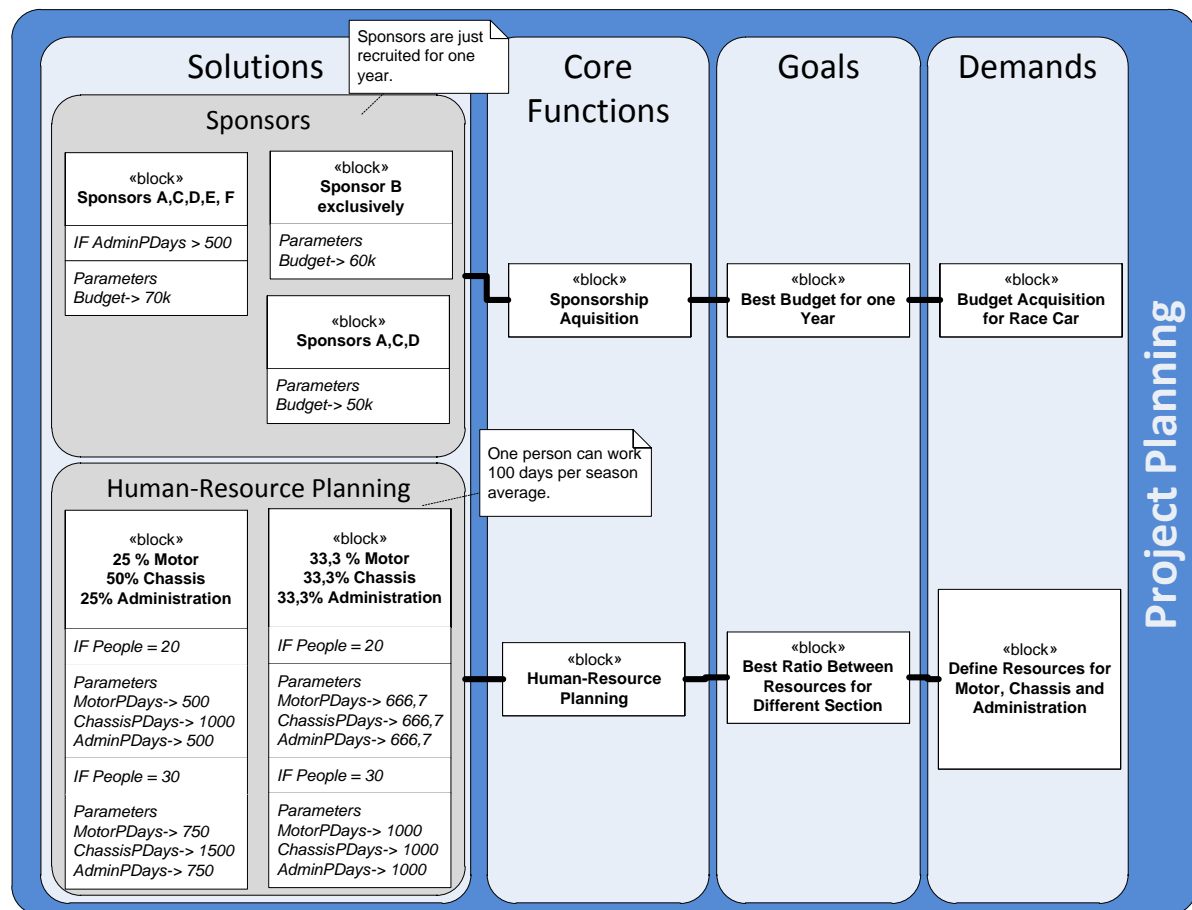 Sponsors are just
recruited for one
year.
Solutions
Core
Functions
Goals
Demands
Project Planning
Sponsors
«block»
Sponsors A,C,D,E, F
IF AdminPDays > 500
Parameters
Budget-> 70k
«block»
Sponsor B
exclusively
Parameters
Budget-> 60k
«block»
Sponsors A,C,D
Parameters
Budget-> 50k
«block»
Sponsorship
Aquisition
«block»
Best Budget for one
Year
«block»
Budget Acquisition
for Race Car
One person can work
100 days per season
average.
Human-Resource Planning
«block»
25 % Motor
50% Chassis
25% Administration
IF People = 20
Parameters
MotorPDays-> 500
ChassisPDays-> 1000
AdminPDays-> 500
IF People = 30
Parameters
MotorPDays-> 750
ChassisPDays-> 1500
AdminPDays-> 750
«block»
33,3 % Motor
33,3% Chassis
33,3% Administration
IF People = 20
Parameters
MotorPDays-> 666,7
ChassisPDays-> 666,7
AdminPDays-> 666,7
IF People = 30
Parameters
MotorPDays-> 1000
ChassisPDays-> 1000
AdminPDays-> 1000
«block»
Human-Resource
Planning
«block»
Best Ratio Between
Resources for
Different Section
«block»
Define Resources for
Motor, Chassis and
Administration